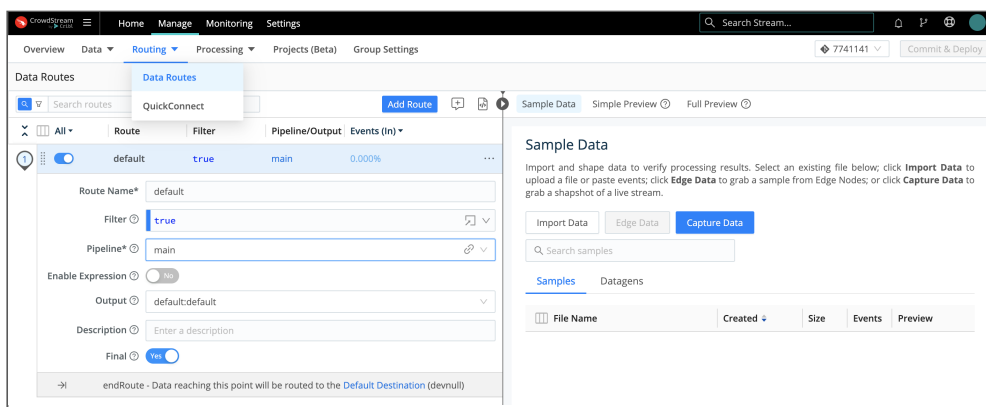 CrowdStream
by Cribl
Home Manage Monitoring Settings
Search Stream...
Overview Data Routing Processing Projects (Beta) Group Settings
7741141
Commit & Deploy
Data Routes
Data Routes
QuickConnect
Search routes
Add Route
Sample Data Simple Preview Full Preview
All Route Filter Pipeline/Output Events (In)
1 default true main 0.000% ...
Route Name* default
Filter true
Pipeline* main
Enable Expression No
Output default:default
Description Enter a description
Final Yes
endRoute - Data reaching this point will be routed to the Default Destination (devnull)
Sample Data
Import and shape data to verify processing results. Select an existing file below; click Import Data to
upload a file or paste events; click Edge Data to grab a sample from Edge Nodes; or click Capture Data to
grab a shapshot of a live stream.
Import Data Edge Data Capture Data
Search samples
Samples Datagens
File Name Created Size Events Preview